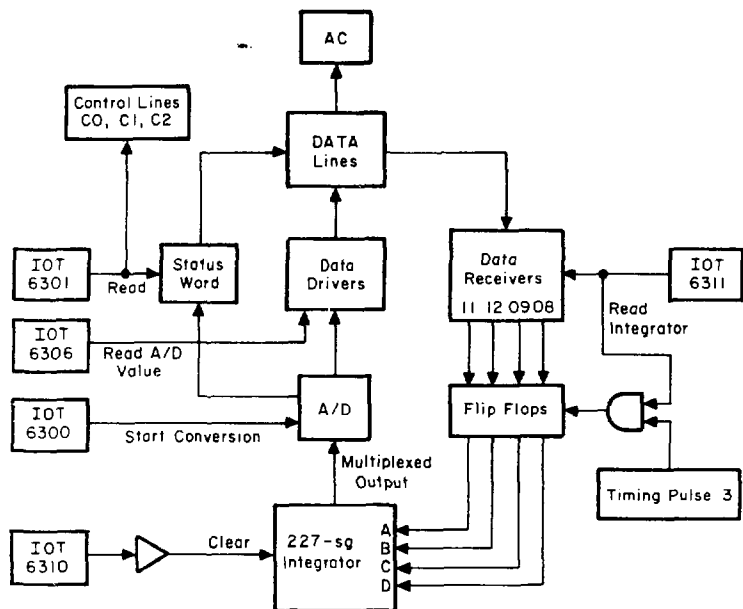 AC
Control Lines
C0, C1, C2
DATA
Lines
IOT
6301
Read
Status
Word
Data
Drivers
Data
Receivers
11 12 09 08
IOT
6311
Read
Integrator
IOT
6306
Read A/D
Value
IOT
6300
Start Conversion
A/D
Flip Flops
Multiplexed
Output
Timing Pulse 3
IOT
6310
Clear
227-sg
Integrator
A
B
C
D